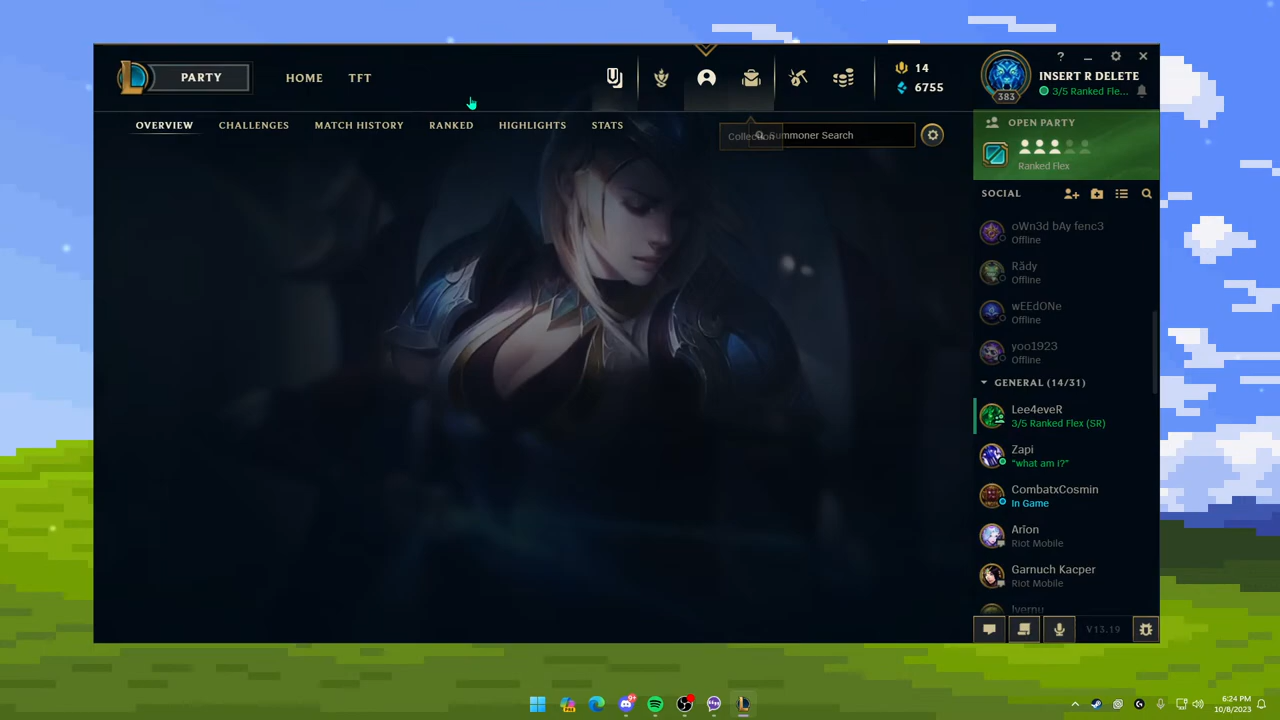 PARTY
HOME
TFT
14
6755
?
INSERT R DELETE
3/5 Ranked Fle...
383
OVERVIEW
CHALLENGES
MATCH HISTORY
RANKED
HIGHLIGHTS
STATS
Collection
Summoner Search
OPEN PARTY
Ranked Flex
SOCIAL
oWn3d bAy fenc3
Offline
Rădy
Offline
wEEdONe
Offline
yoo1923
Offline
GENERAL (14/31)
Lee4eveR
3/5 Ranked Flex (SR)
Zapi
"what am i?"
CombatxCosmin
In Game
Arīon
Riot Mobile
Garnuch Kacper
Riot Mobile
V13.19
6:24 PM
10/8/2023